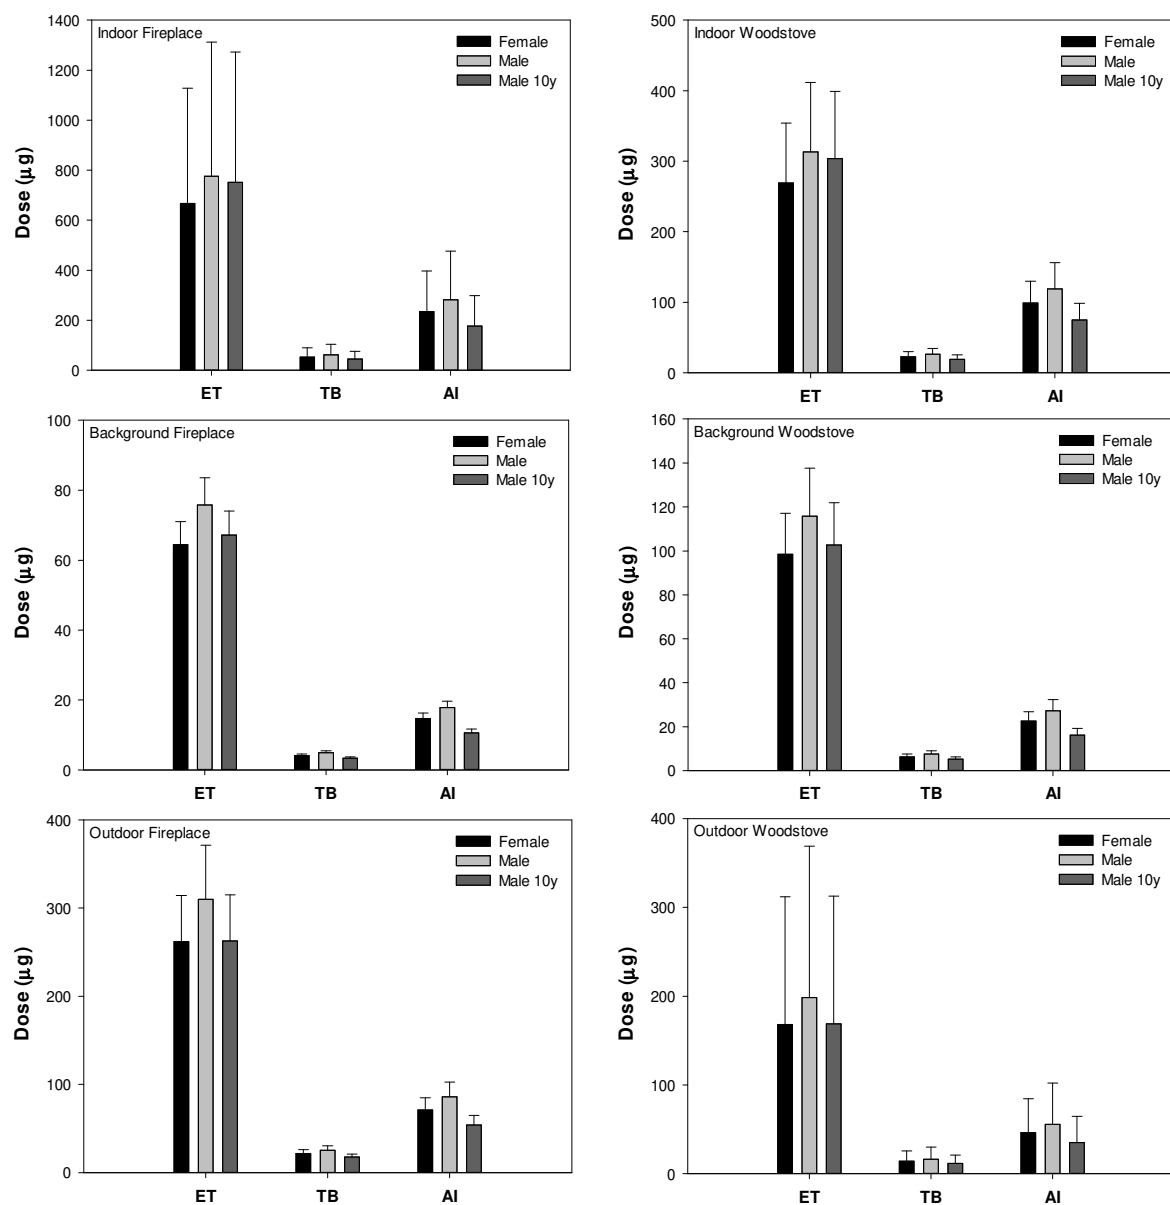 Indoor Fireplace
Female
Male
Male 10y
Dose (µg)
1400
1200
1000
800
600
400
200
0
ET TB AI
Indoor Woodstove
Female
Male
Male 10y
Dose (µg)
500
400
300
200
100
0
ET TB AI
Background Fireplace
Female
Male
Male 10y
Dose (µg)
100
80
60
40
20
0
ET TB AI
Background Woodstove
Female
Male
Male 10y
Dose (µg)
160
140
120
100
80
60
40
20
0
ET TB AI
Outdoor Fireplace
Female
Male
Male 10y
Dose (µg)
400
300
200
100
0
ET TB AI
Outdoor Woodstove
Female
Male
Male 10y
Dose (µg)
400
300
200
100
0
ET TB AI